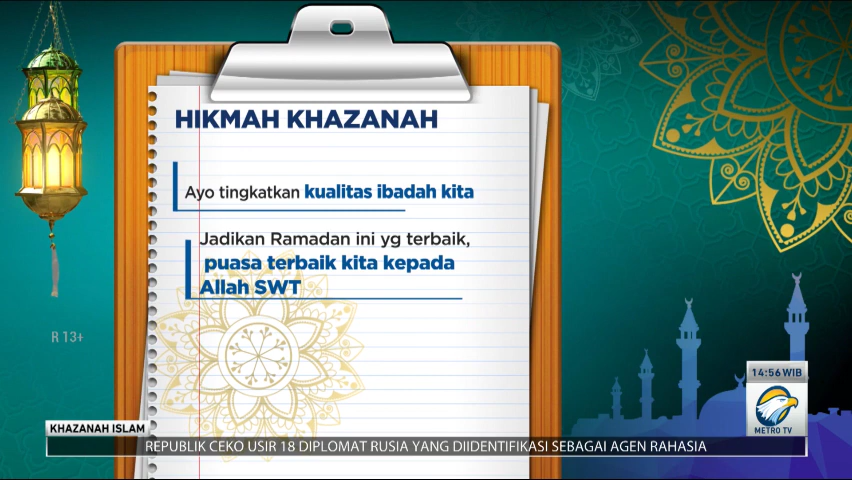 HIKMAH KHAZANAH
Ayo tingkatkan kualitas ibadah kita
Jadikan Ramadan ini yg terbaik,
puasa terbaik kita kepada
Allah SWT
R 13+
14:56 WIB
METRO TV
KHAZANAH ISLAM
REPUBLIK CEKO USIR 18 DIPLOMAT RUSIA YANG DIIDENTIFIKASI SEBAGAI AGEN RAHASIA